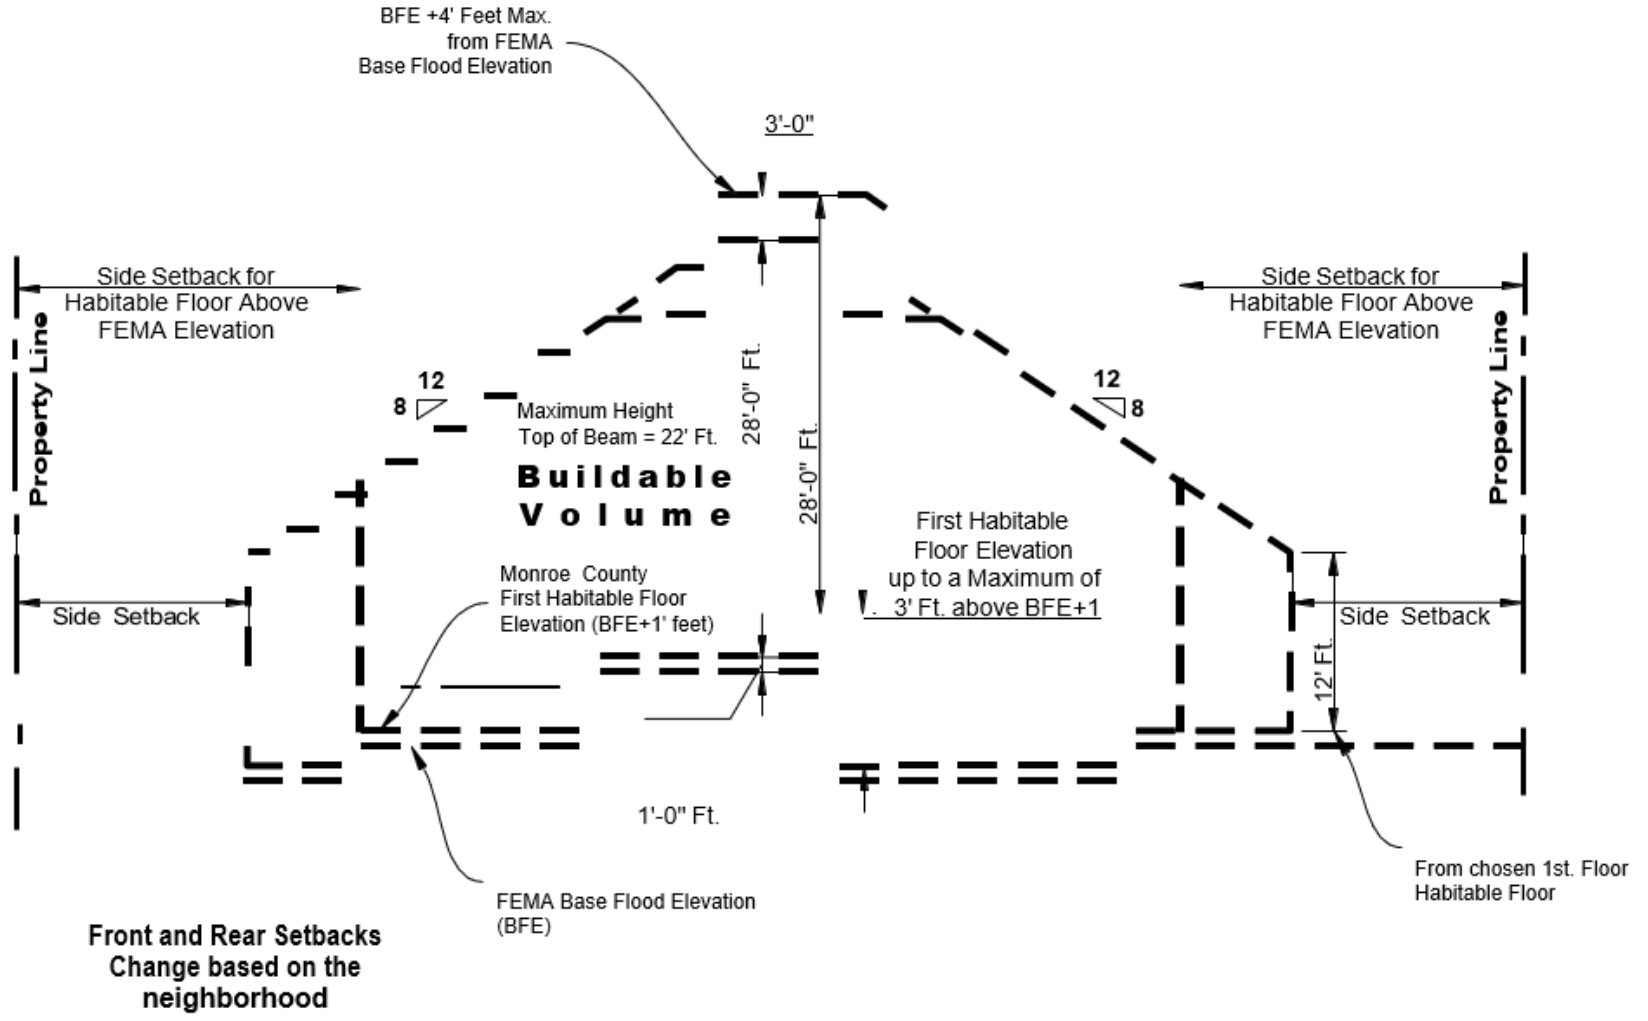 BFE +4' Feet Max.
from FEMA
Base Flood Elevation
3'-0"
Side Setback for
Habitable Floor Above
FEMA Elevation
Side Setback for
Habitable Floor Above
FEMA Elevation
Property Line
Property Line
12
8
12
8
28'-0" Ft.
28'-0" Ft.
Maximum Height
Top of Beam = 22' Ft.
Buildable
Volume
First Habitable
Floor Elevation
up to a Maximum of
3' Ft. above BFE+1
Monroe County
First Habitable Floor
Elevation (BFE+1' feet)
Side Setback
Side Setback
12' Ft.
1'-0" Ft.
From chosen 1st. Floor
Habitable Floor
FEMA Base Flood Elevation
(BFE)
Front and Rear Setbacks
Change based on the
neighborhood